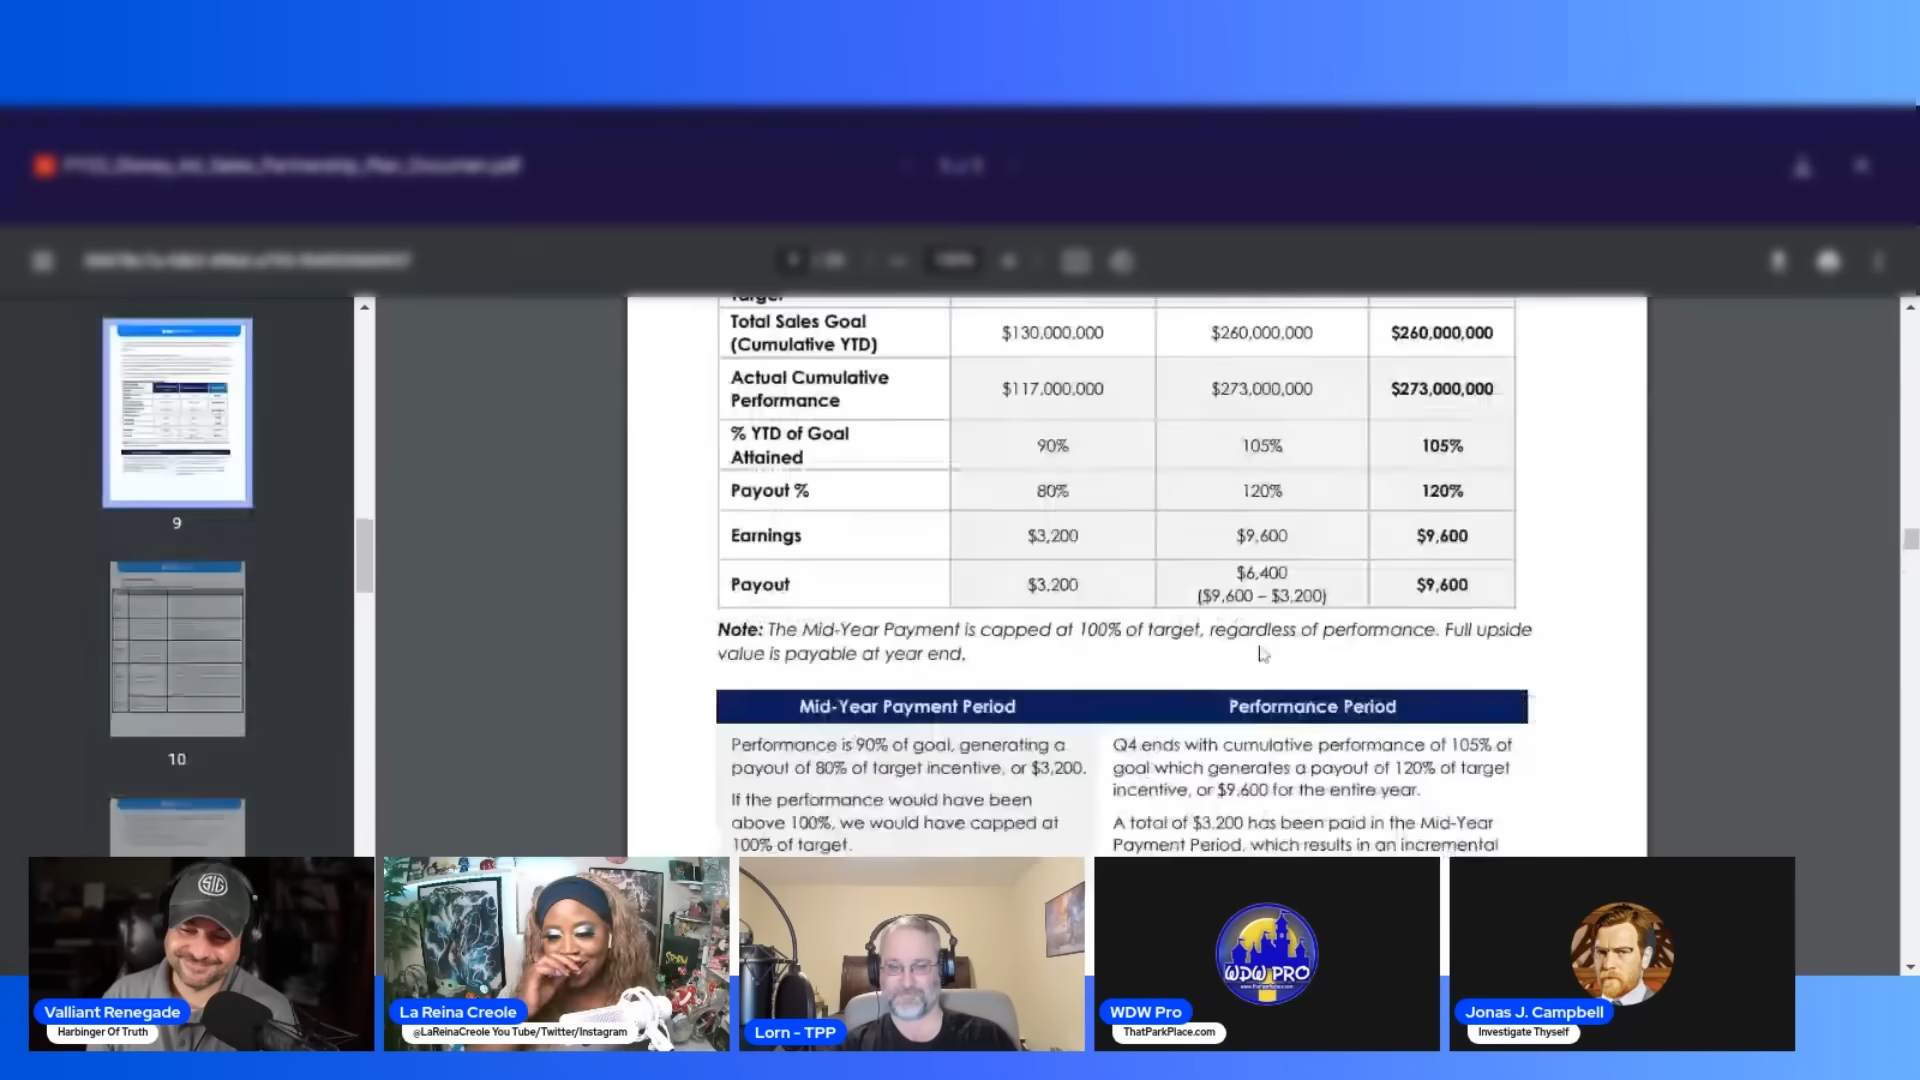 Total Sales Goal
(Cumulative YTD)
$130,000,000
$260,000,000
$260,000,000
Actual Cumulative
Performance
$117,000,000
$273,000,000
$273,000,000
% YTD of Goal
Attained
90%
105%
105%
Payout %
80%
120%
120%
Earnings
$3,200
$9,600
$9,600
Payout
$3,200
$6,400
($9,600 – $3,200)
$9,600
Note: The Mid-Year Payment is capped at 100% of target, regardless of performance. Full upside
value is payable at year end.
Mid-Year Payment Period
Performance Period
Performance is 90% of goal, generating a
payout of 80% of target incentive, or $3,200.
If the performance would have been
above 100%, we would have capped at
100% of target.
Q4 ends with cumulative performance of 105% of
goal which generates a payout of 120% of target
incentive, or $9,600 for the entire year.
A total of $3,200 has been paid in the Mid-Year
Payment Period, which results in an incremental
9
10
Valliant Renegade
Harbinger Of Truth
La Reina Creole
@LaReinaCreole You Tube/Twitter/Instagram
Lorn - TPP
WDW PRO
WDW Pro
ThatParkPlace.com
Jonas J. Campbell
Investigate Thyself